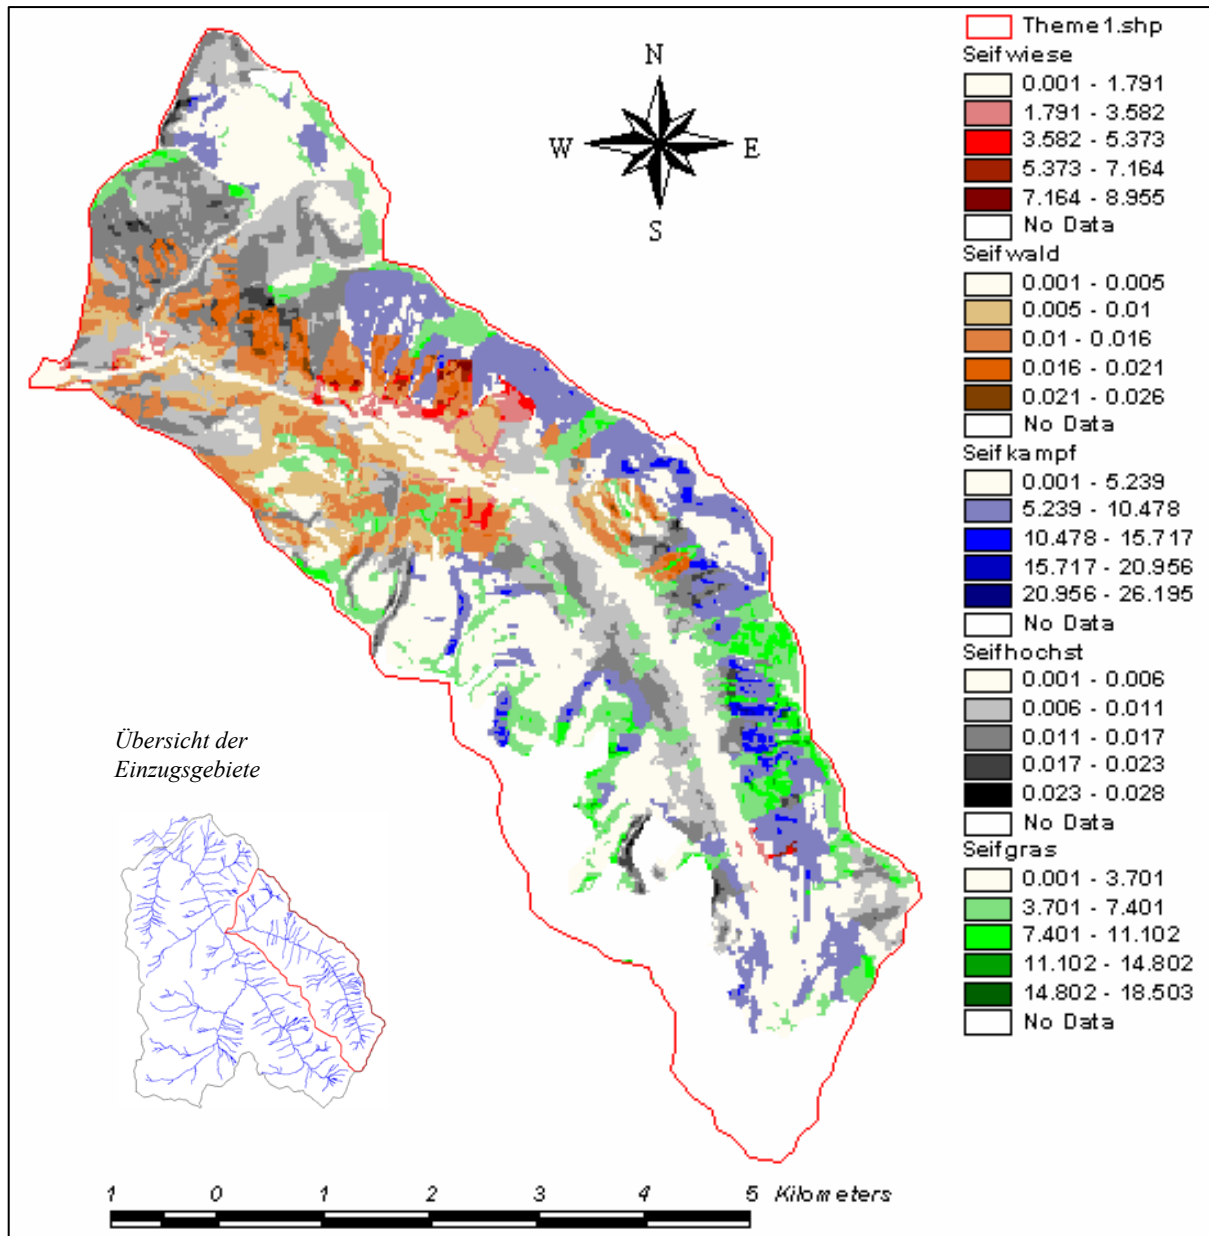 N
W E
S
Theme1.shp
Seifwiese
0.001 - 1.791
1.791 - 3.582
3.582 - 5.373
5.373 - 7.164
7.164 - 8.955
No Data
Seifwald
0.001 - 0.005
0.005 - 0.01
0.01 - 0.016
0.016 - 0.021
0.021 - 0.026
No Data
Seifkampf
0.001 - 5.239
5.239 - 10.478
10.478 - 15.717
15.717 - 20.956
20.956 - 26.195
No Data
Seifhochst
0.001 - 0.006
0.006 - 0.011
0.011 - 0.017
0.017 - 0.023
0.023 - 0.028
No Data
Seifgras
0.001 - 3.701
3.701 - 7.401
7.401 - 11.102
11.102 - 14.802
14.802 - 18.503
No Data
Übersicht der
Einzugsgebiete
1 0 1 2 3 4 5 Kilometers